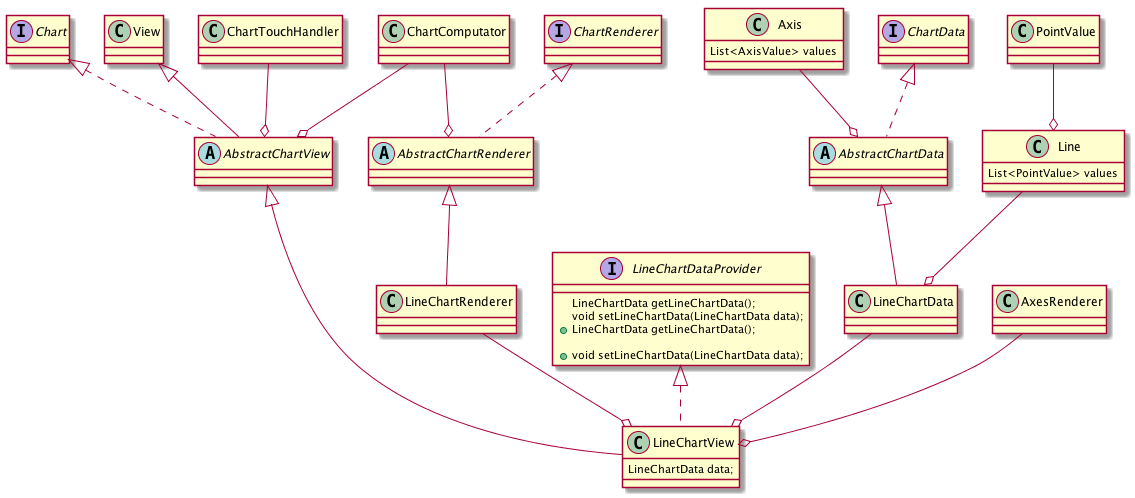 I Chart
C View
C ChartTouchHandler
C ChartComputator
I ChartRenderer
C Axis
List<AxisValue> values
I ChartData
C PointValue
A AbstractChartView
A AbstractChartRenderer
A AbstractChartData
C Line
List<PointValue> values
C LineChartRenderer
I LineChartDataProvider
LineChartData getLineChartData();
void setLineChartData(LineChartData data);
LineChartData getLineChartData();
void setLineChartData(LineChartData data);
C LineChartData
C AxesRenderer
C LineChartView
LineChartData data;